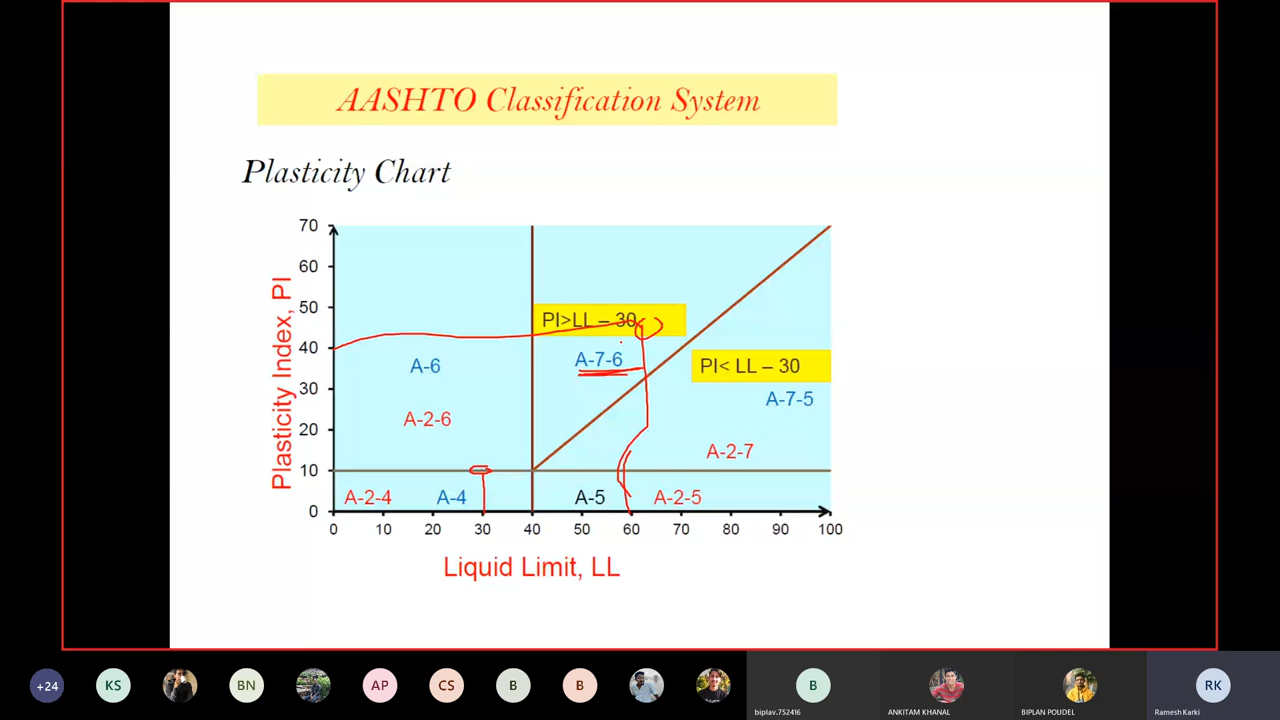 AASHTO Classification System
Plasticity Chart
70
60
50
40
30
20
10
0
Plasticity Index, PI
PI>LL – 30
A-6
A-7-6
PI< LL – 30
A-7-5
A-2-6
A-2-7
A-2-4
A-4
A-5
A-2-5
0 10 20 30 40 50 60 70 80 90 100
Liquid Limit, LL
+24
KS
BN
AP
CS
B
B
B
RK
biplav.752416
ANKITAM KHANAL
BIPLAN POUDEL
Ramesh Karki